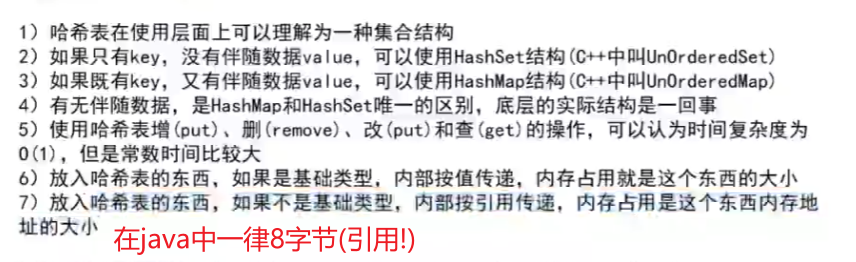 1）哈希表在使用层面上可以理解为一种集合结构
2）如果只有key，没有伴随数据value，可以使用HashSet结构(C++中叫UnOrderedSet)
3）如果既有key，又有伴随数据value，可以使用HashMap结构(C++中叫UnOrderedMap)
4）有无伴随数据，是HashMap和HashSet唯一的区别，底层的实际结构是一回事
5）使用哈希表增(put)、删(remove)、改(put)和查(get)的操作，可以认为时间复杂度为
O(1)，但是常数时间比较大
6）放入哈希表的东西，如果是基础类型，内部按值传递，内存占用就是这个东西的大小
7）放入哈希表的东西，如果不是基础类型，内部按引用传递，内存占用是这个东西内存地
址的大小
在java中一律8字节(引用!)